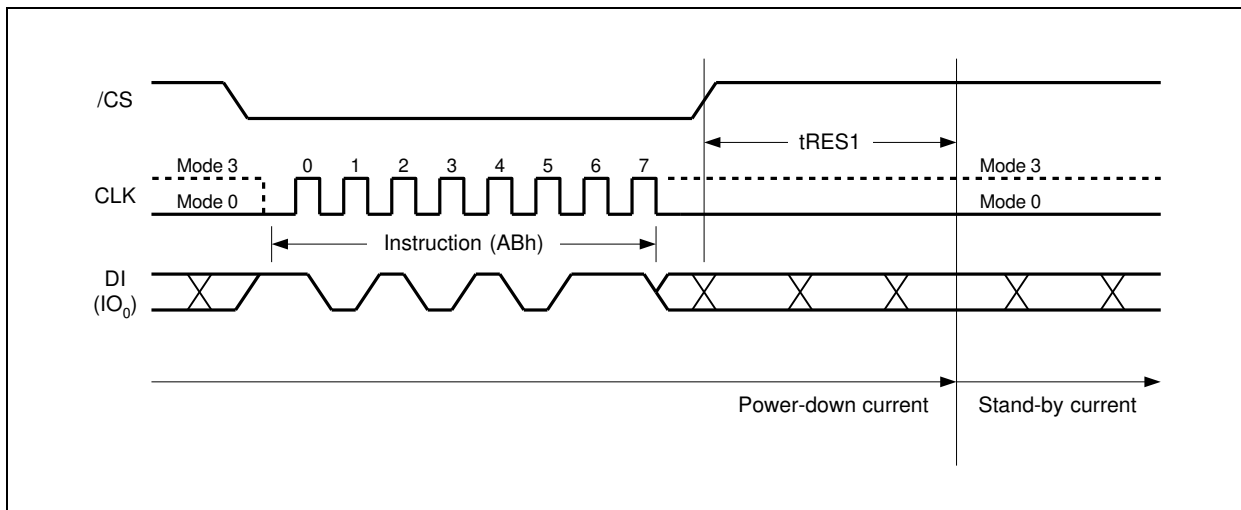 /CS
tRES1
Mode 3 0 1 2 3 4 5 6 7 Mode 3
CLK
Mode 0 Mode 0
Instruction (ABh)
DI
(IO₀)
Power-down current Stand-by current